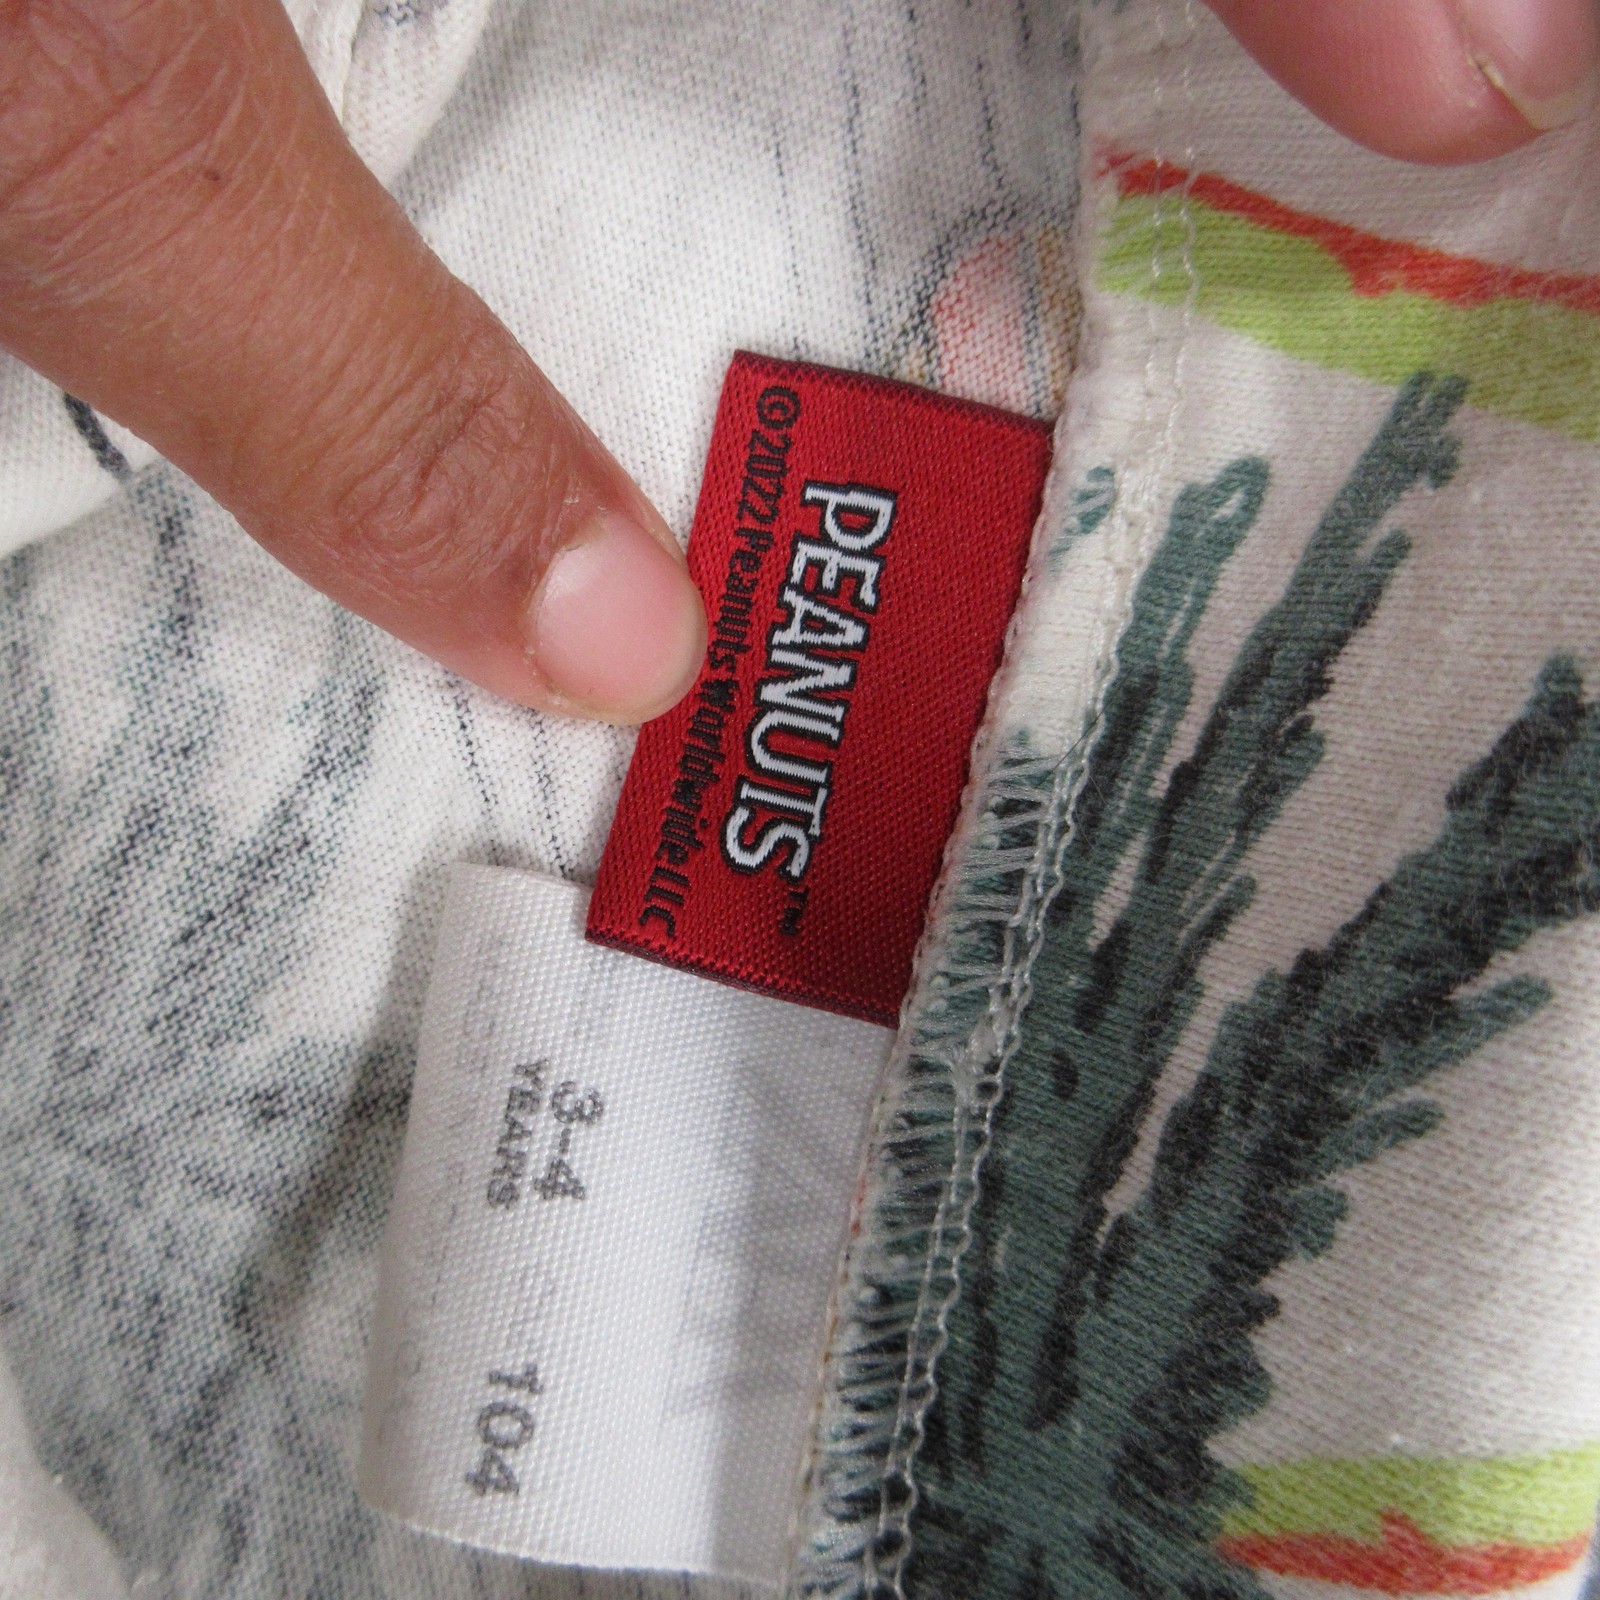 PEANUTS™
© 2022 Peanuts Worldwide LLC
3-4
YEARS
104